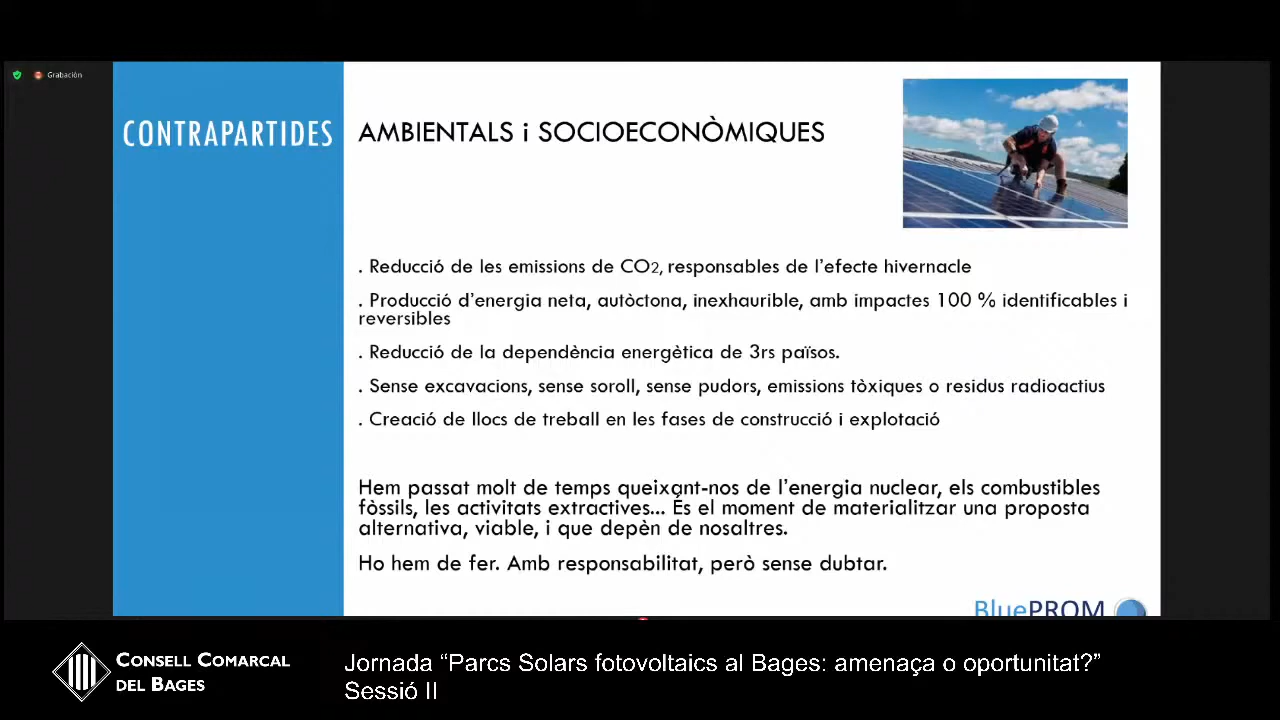 Grabación
CONTRAPARTIDES
AMBIENTALS i SOCIOECONÒMIQUES
. Reducció de les emissions de CO2, responsables de l'efecte hivernacle
. Producció d'energia neta, autòctona, inexhaurible, amb impactes 100 % identificables i
reversibles
. Reducció de la dependència energètica de 3rs països.
. Sense excavacions, sense soroll, sense pudors, emissions tòxiques o residus radioactius
. Creació de llocs de treball en les fases de construcció i explotació
Hem passat molt de temps queixant-nos de l'energia nuclear, els combustibles
fòssils, les activitats extractives... És el moment de materialitzar una proposta
alternativa, viable, i que depèn de nosaltres.
Ho hem de fer. Amb responsabilitat, però sense dubtar.
BluePROM
CONSELL COMARCAL
DEL BAGES
Jornada “Parcs Solars fotovoltaics al Bages: amenaça o oportunitat?”
Sessió II